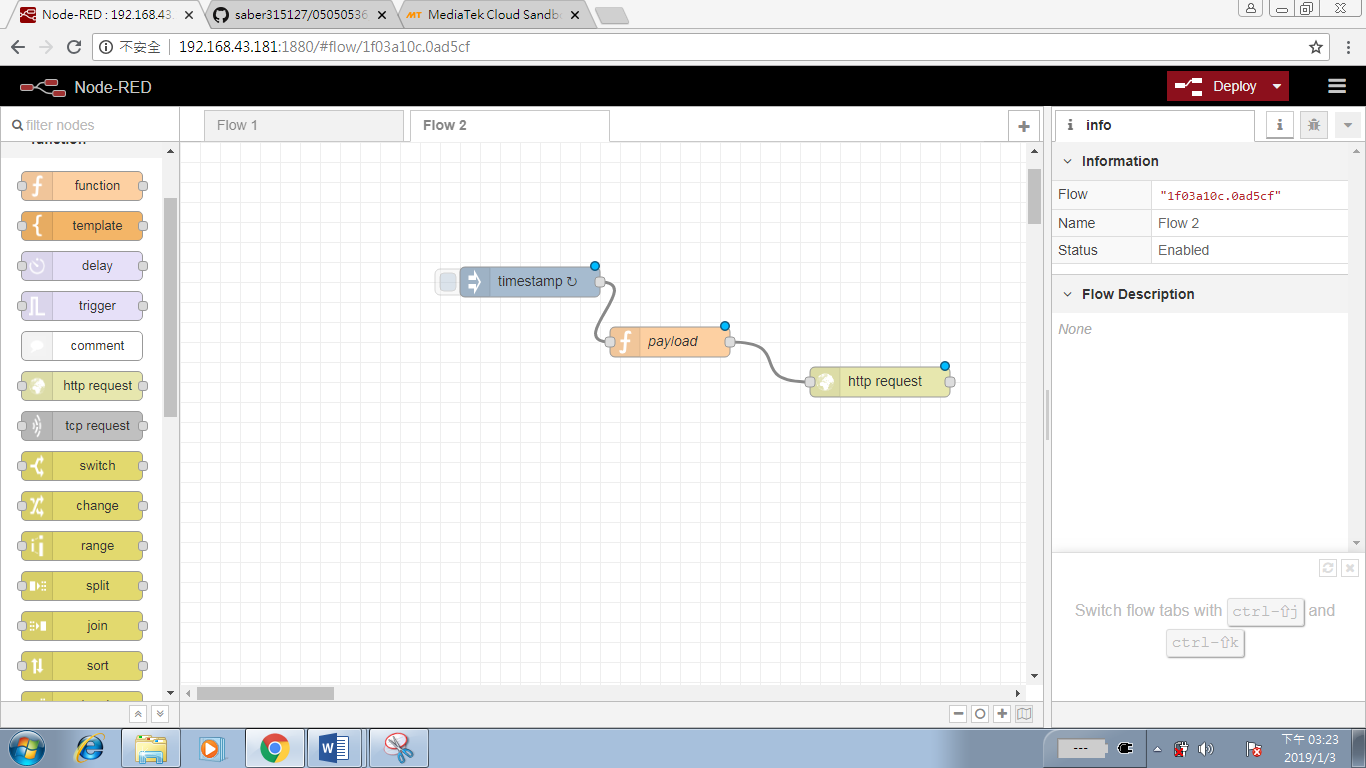 Node-RED : 192.168.43.
saber315127/05050536
MediaTek Cloud Sandb
不安全 192.168.43.181:1880/#flow/1f03a10c.0ad5cf
Node-RED
Deploy
filter nodes
Flow 1
Flow 2
info
function
function
template
delay
trigger
comment
http request
tcp request
switch
change
range
split
join
sort
timestamp ↻
payload
http request
Information
Flow "1f03a10c.0ad5cf"
Name Flow 2
Status Enabled
Flow Description
None
Switch flow tabs with ctrl-⇧j and
ctrl-⇧k
下午 03:23
2019/1/3